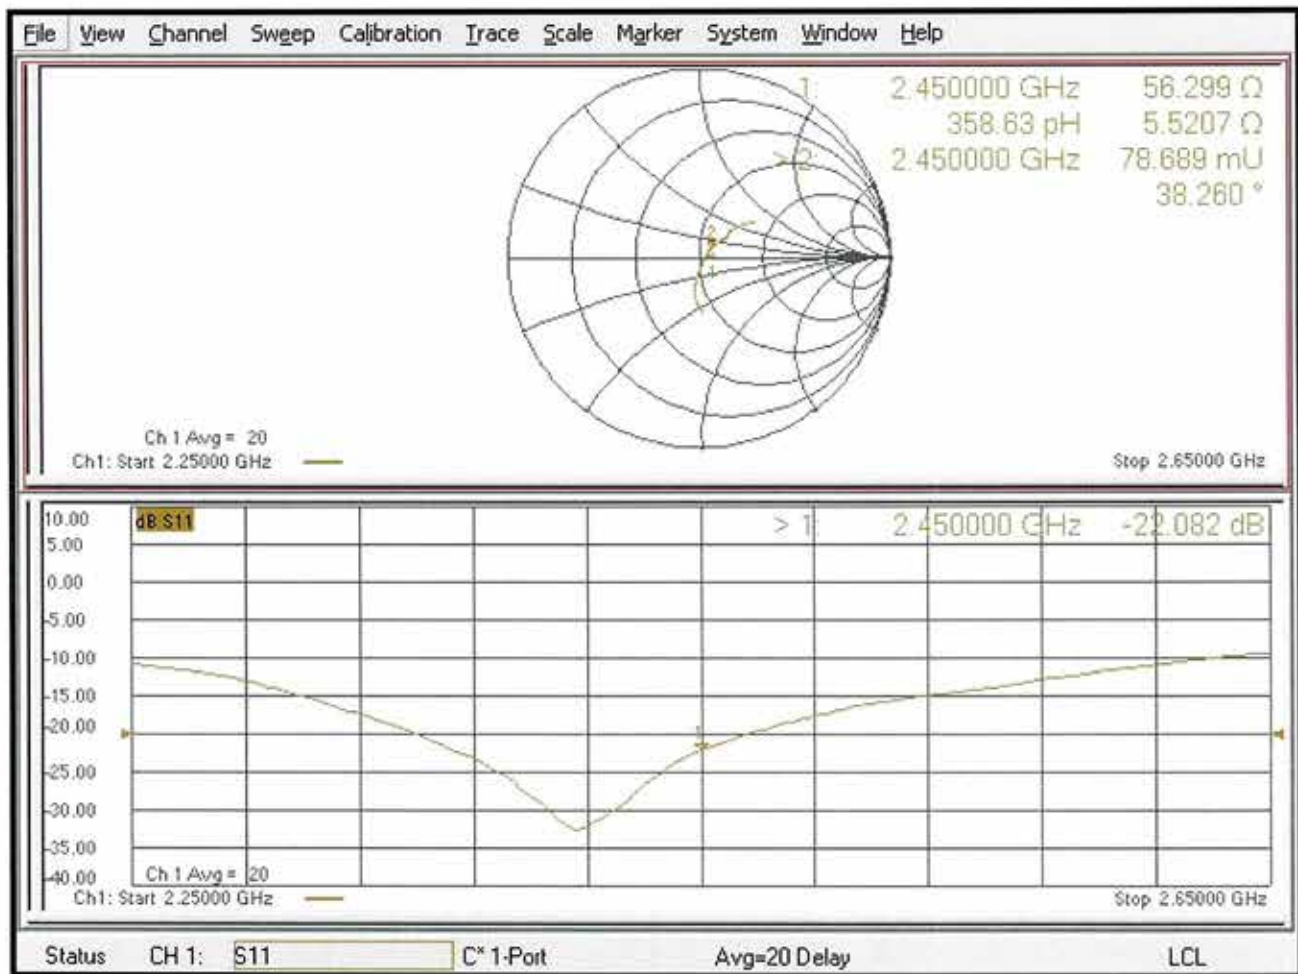 File View Channel Sweep Calibration Trace Scale Marker System Window Help
1: 2.450000 GHz 56.299 Ω
358.63 pH 5.5207 Ω
> 2: 2.450000 GHz 78.689 mU
38.260 °
2
1
Ch 1 Avg = 20
Ch1: Start 2.25000 GHz Stop 2.65000 GHz
10.00 dB S11 > 1: 2.450000 GHz -22.082 dB
5.00
0.00
-5.00
-10.00
-15.00
-20.00
1
-25.00
-30.00
-35.00
-40.00 Ch 1 Avg = 20
Ch1: Start 2.25000 GHz Stop 2.65000 GHz
Status CH 1: S11 C* 1-Port Avg=20 Delay LCL